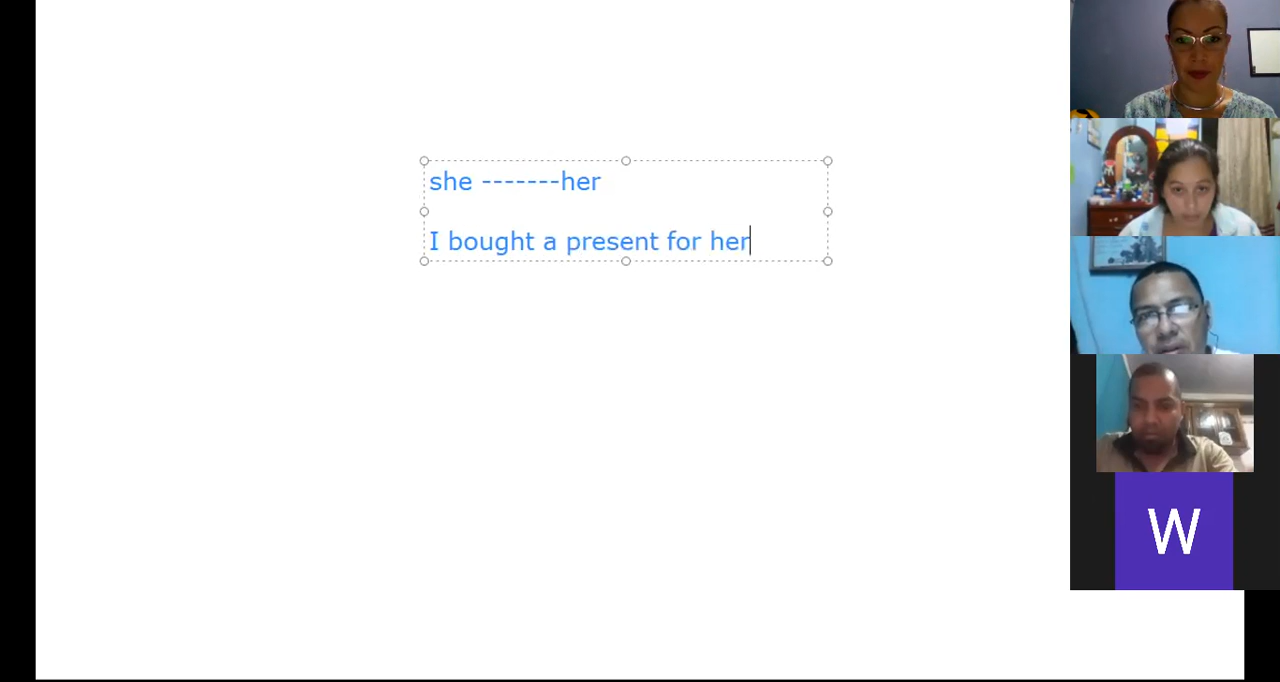 she -------her
I bought a present for her
W